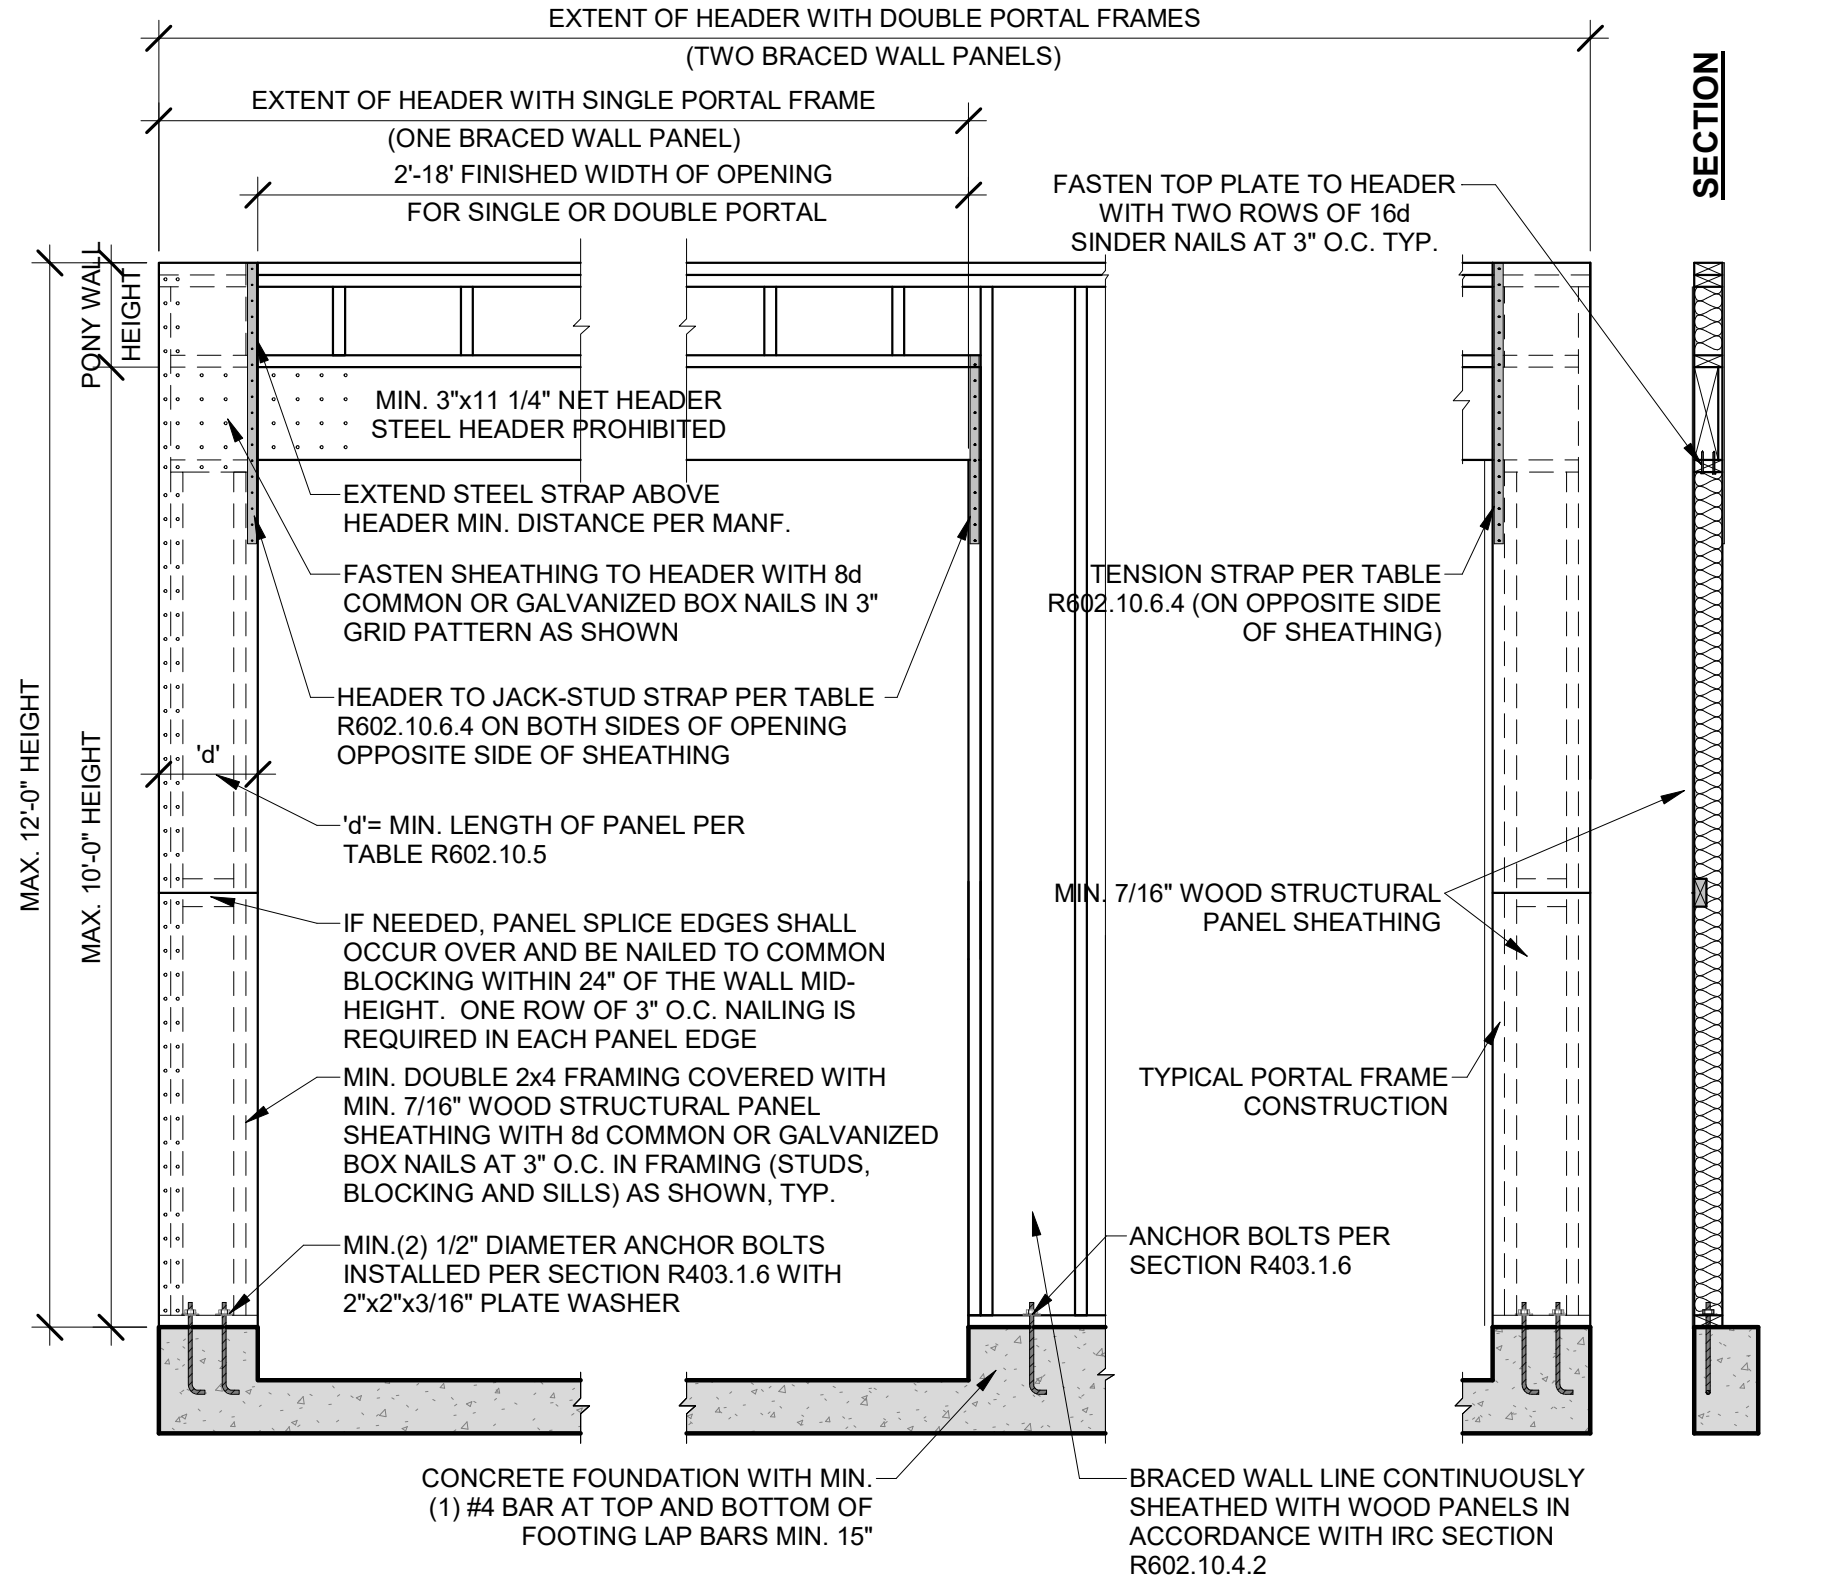 EXTENT OF HEADER WITH DOUBLE PORTAL FRAMES
(TWO BRACED WALL PANELS)
EXTENT OF HEADER WITH SINGLE PORTAL FRAME
(ONE BRACED WALL PANEL)
2'-18' FINISHED WIDTH OF OPENING
FOR SINGLE OR DOUBLE PORTAL
FASTEN TOP PLATE TO HEADER
WITH TWO ROWS OF 16d
SINDER NAILS AT 3" O.C. TYP.
SECTION
PONY WALL
HEIGHT
MIN. 3"x11 1/4" NET HEADER
STEEL HEADER PROHIBITED
EXTEND STEEL STRAP ABOVE
HEADER MIN. DISTANCE PER MANF.
FASTEN SHEATHING TO HEADER WITH 8d
COMMON OR GALVANIZED BOX NAILS IN 3"
GRID PATTERN AS SHOWN
TENSION STRAP PER TABLE
R602.10.6.4 (ON OPPOSITE SIDE
OF SHEATHING)
HEADER TO JACK-STUD STRAP PER TABLE
R602.10.6.4 ON BOTH SIDES OF OPENING
OPPOSITE SIDE OF SHEATHING
MAX. 12'-0" HEIGHT
MAX. 10'-0" HEIGHT
'd'
'd'= MIN. LENGTH OF PANEL PER
TABLE R602.10.5
MIN. 7/16" WOOD STRUCTURAL
PANEL SHEATHING
IF NEEDED, PANEL SPLICE EDGES SHALL
OCCUR OVER AND BE NAILED TO COMMON
BLOCKING WITHIN 24" OF THE WALL MID-
HEIGHT. ONE ROW OF 3" O.C. NAILING IS
REQUIRED IN EACH PANEL EDGE
MIN. DOUBLE 2x4 FRAMING COVERED WITH
MIN. 7/16" WOOD STRUCTURAL PANEL
SHEATHING WITH 8d COMMON OR GALVANIZED
BOX NAILS AT 3" O.C. IN FRAMING (STUDS,
BLOCKING AND SILLS) AS SHOWN, TYP.
TYPICAL PORTAL FRAME
CONSTRUCTION
MIN.(2) 1/2" DIAMETER ANCHOR BOLTS
INSTALLED PER SECTION R403.1.6 WITH
2"x2"x3/16" PLATE WASHER
ANCHOR BOLTS PER
SECTION R403.1.6
CONCRETE FOUNDATION WITH MIN.
(1) #4 BAR AT TOP AND BOTTOM OF
FOOTING LAP BARS MIN. 15"
BRACED WALL LINE CONTINUOUSLY
SHEATHED WITH WOOD PANELS IN
ACCORDANCE WITH IRC SECTION
R602.10.4.2